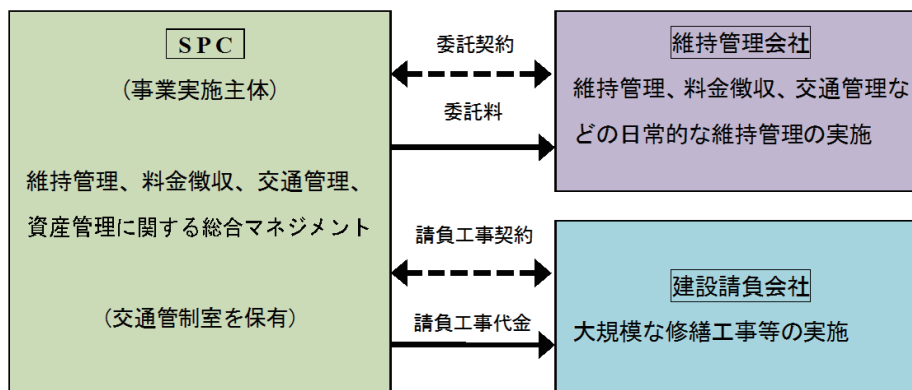 SPC
(事業実施主体)
維持管理、料金徴収、交通管理、
資産管理に関する総合マネジメント
(交通管制室を保有)
委託契約
委託料
請負工事契約
請負工事代金
維持管理会社
維持管理、料金徴収、交通管理な
どの日常的な維持管理の実施
建設請負会社
大規模な修繕工事等の実施